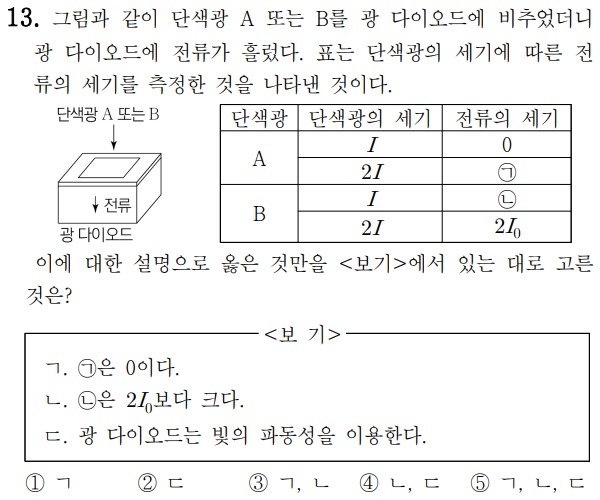 13. 그림과 같이 단색광 A 또는 B를 광 다이오드에 비추었더니
광 다이오드에 전류가 흘렀다. 표는 단색광의 세기에 따른 전
류의 세기를 측정한 것을 나타낸 것이다.
단색광 A 또는 B
전류
광 다이오드
단색광 단색광의 세기 전류의 세기
A I 0
2I ㉠
B I ㉡
2I 2I₀
이에 대한 설명으로 옳은 것만을 <보기>에서 있는 대로 고른
것은?
<보 기>
ㄱ. ㉠은 0이다.
ㄴ. ㉡은 2I₀보다 크다.
ㄷ. 광 다이오드는 빛의 파동성을 이용한다.
① ㄱ ② ㄷ ③ ㄱ, ㄴ ④ ㄴ, ㄷ ⑤ ㄱ, ㄴ, ㄷ